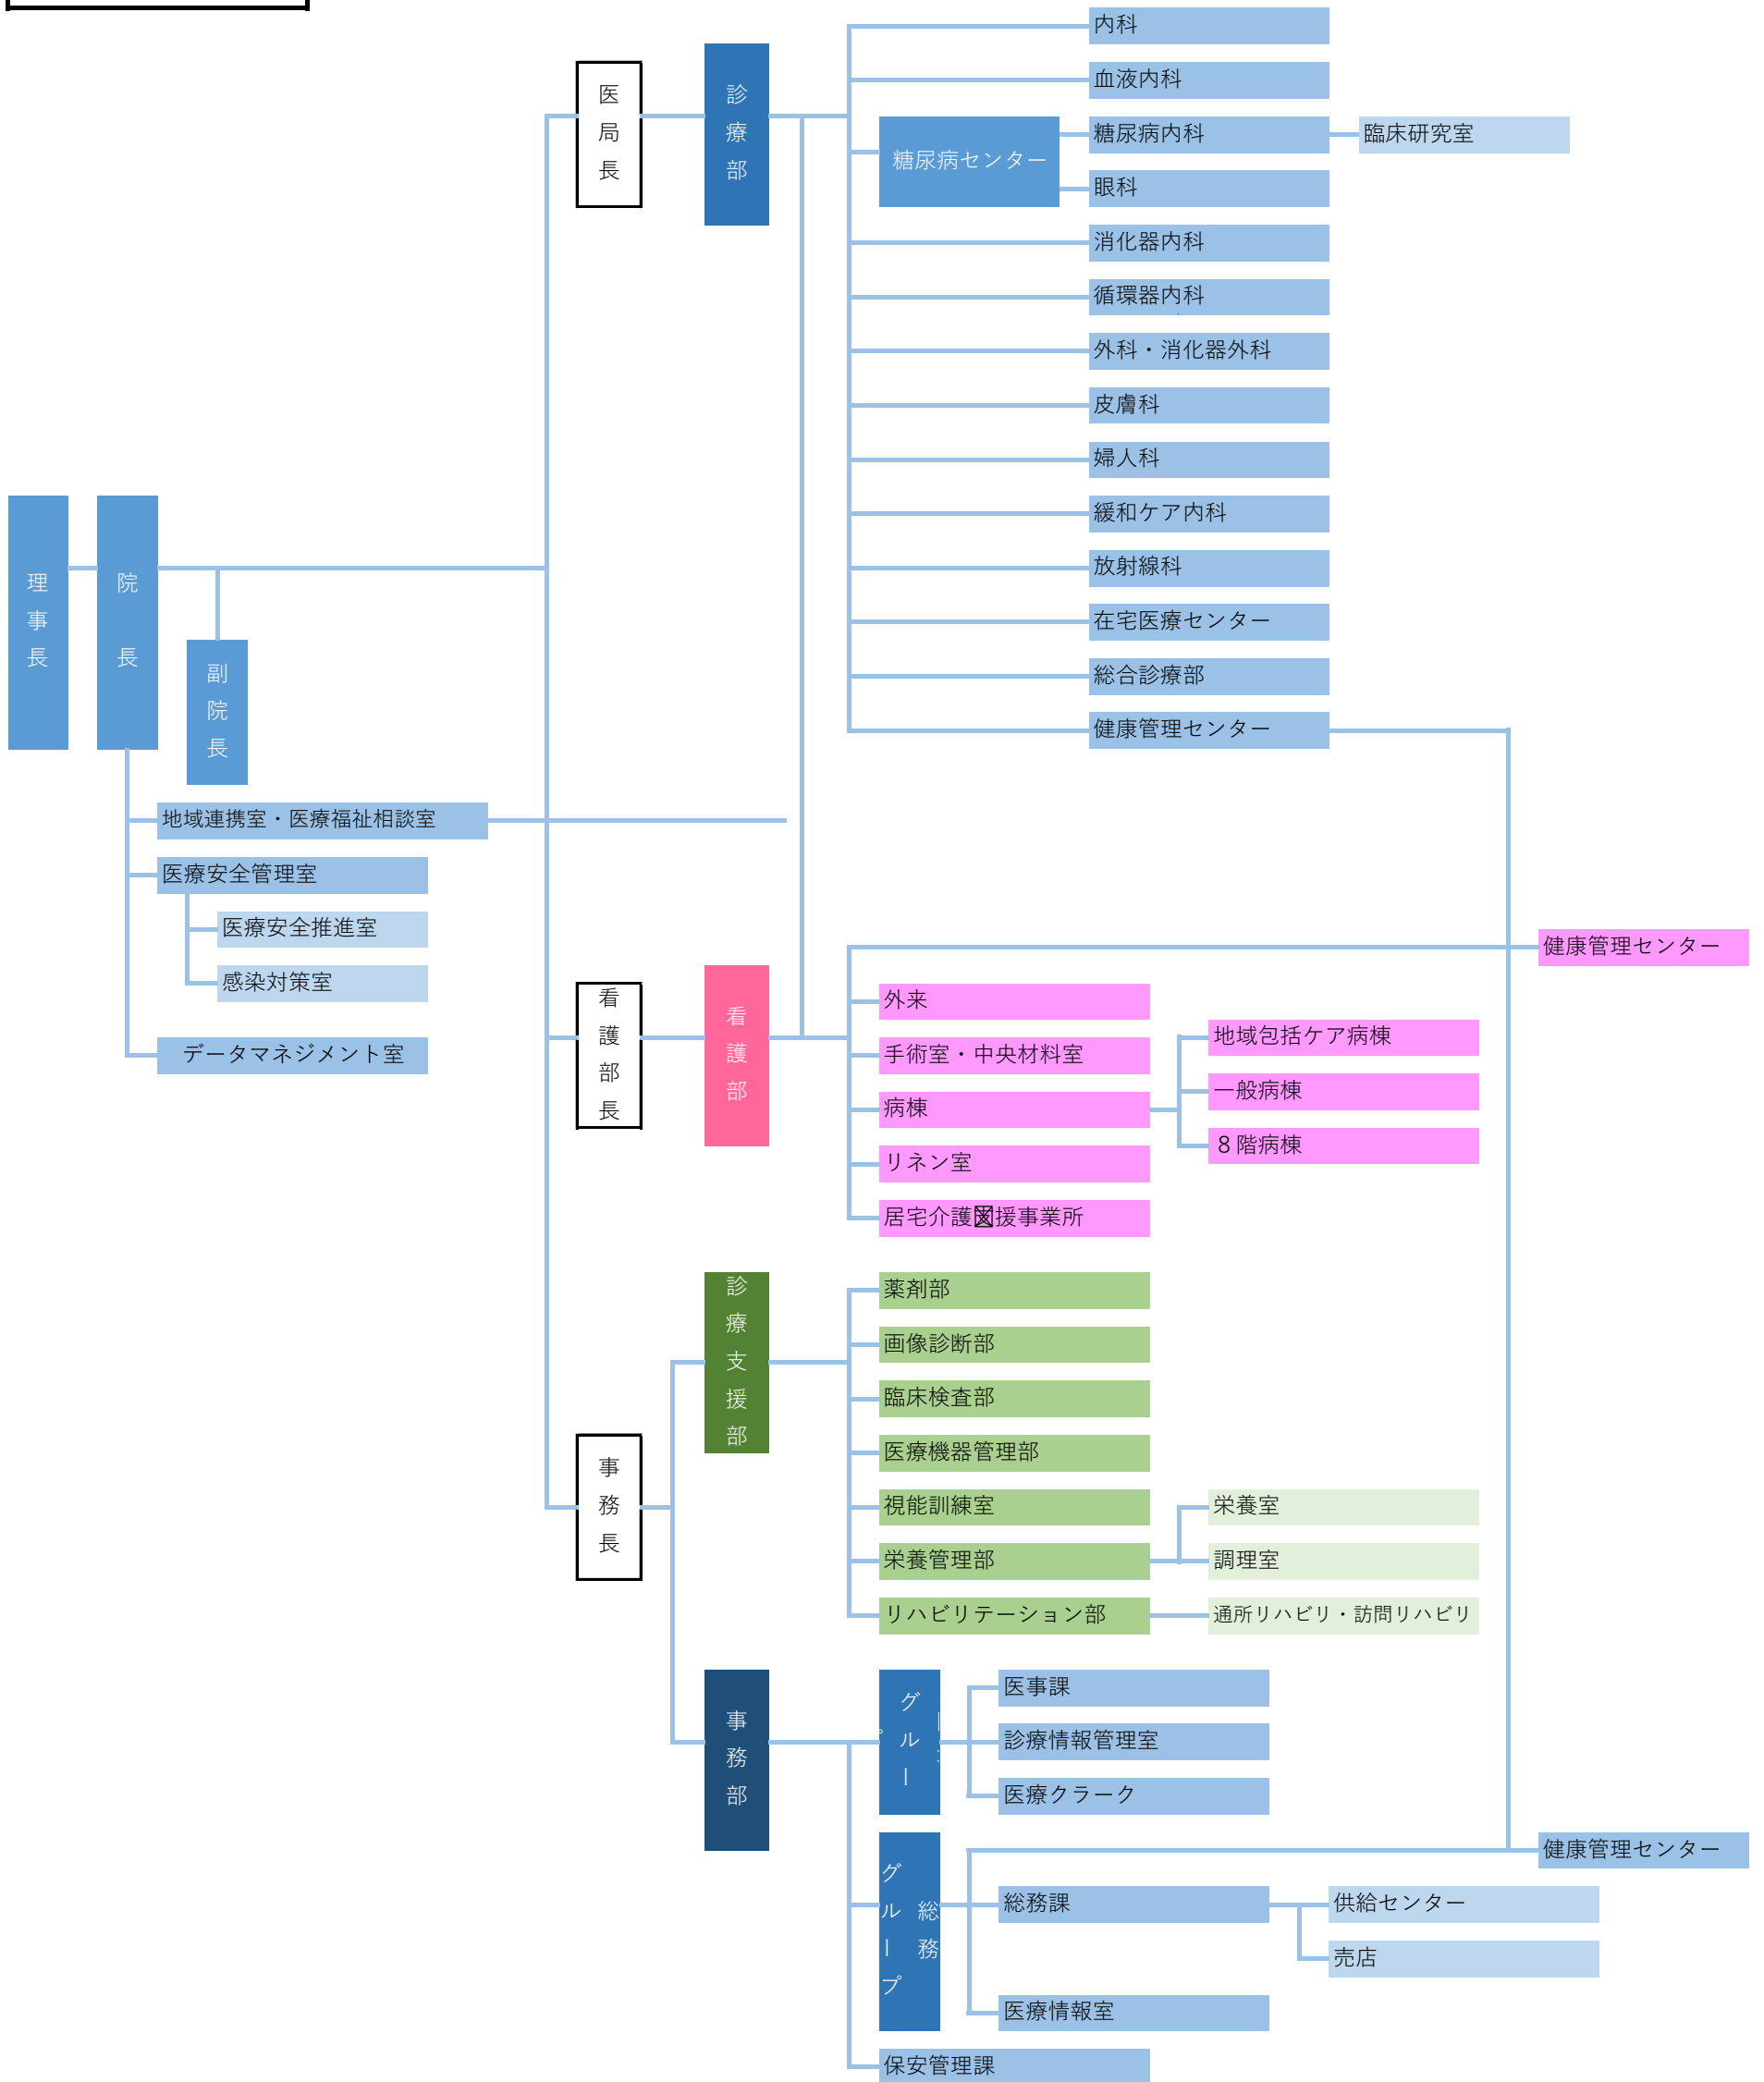 内科
医局長
診療部
血液内科
糖尿病センター
糖尿病内科
臨床研究室
眼科
消化器内科
循環器内科
外科・消化器外科
皮膚科
婦人科
緩和ケア内科
放射線科
在宅医療センター
総合診療部
健康管理センター
理事長
院長
副院長
地域連携室・医療福祉相談室
医療安全管理室
医療安全推進室
感染対策室
データマネジメント室
看護部長
看護部
健康管理センター
外来
手術室・中央材料室
病棟
地域包括ケア病棟
一般病棟
８階病棟
リネン室
居宅介護援事業所
事務長
診療支援部
薬剤部
画像診断部
臨床検査部
医療機器管理部
視能訓練室
栄養管理部
栄養室
調理室
リハビリテーション部
通所リハビリ・訪問リハビリ
事務部
グルー
医事課
診療情報管理室
医療クラーク
総務
グループ
健康管理センター
総務課
供給センター
売店
医療情報室
保安管理課